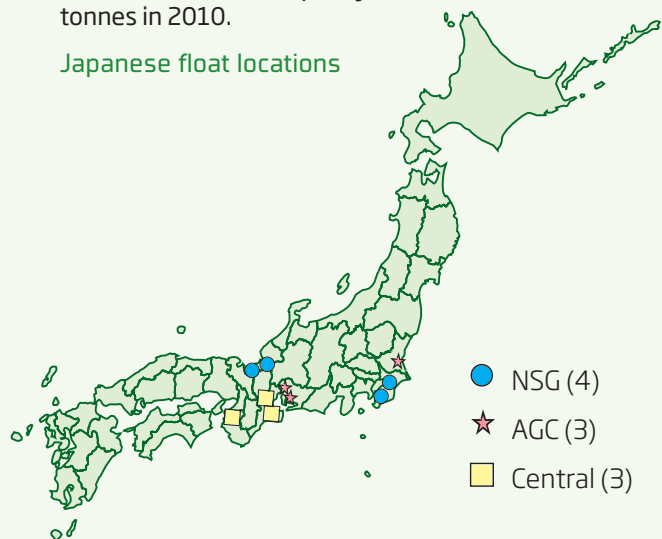 tonnes in 2010.
Japanese float locations
NSG (4)
AGC (3)
Central (3)